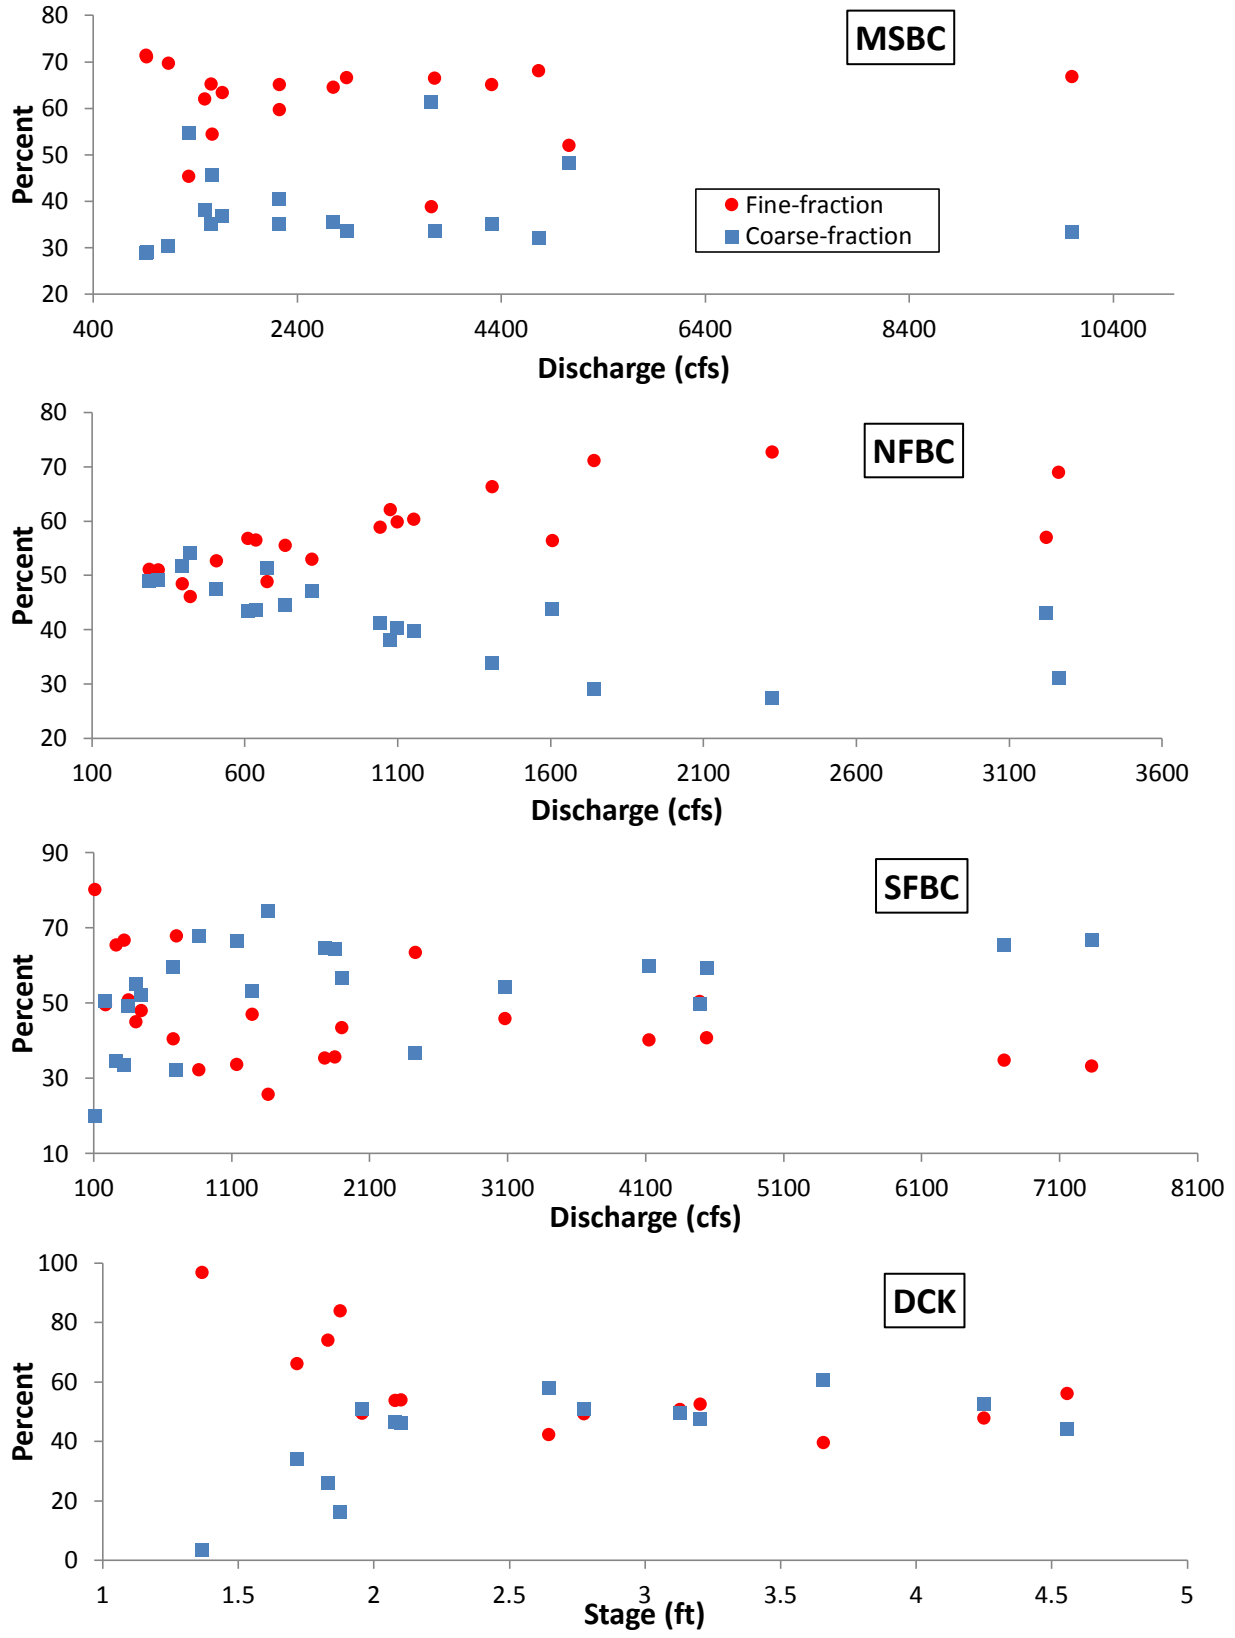 80
MSBC
70
60
50
40
30
20
Percent
Fine-fraction
Coarse-fraction
400 2400 4400 6400 8400 10400
Discharge (cfs)
80
NFBC
70
60
50
40
30
20
Percent
100 600 1100 1600 2100 2600 3100 3600
Discharge (cfs)
90
SFBC
70
50
30
10
Percent
100 1100 2100 3100 4100 5100 6100 7100 8100
Discharge (cfs)
100
DCK
80
60
40
20
0
Percent
1 1.5 2 2.5 3 3.5 4 4.5 5
Stage (ft)